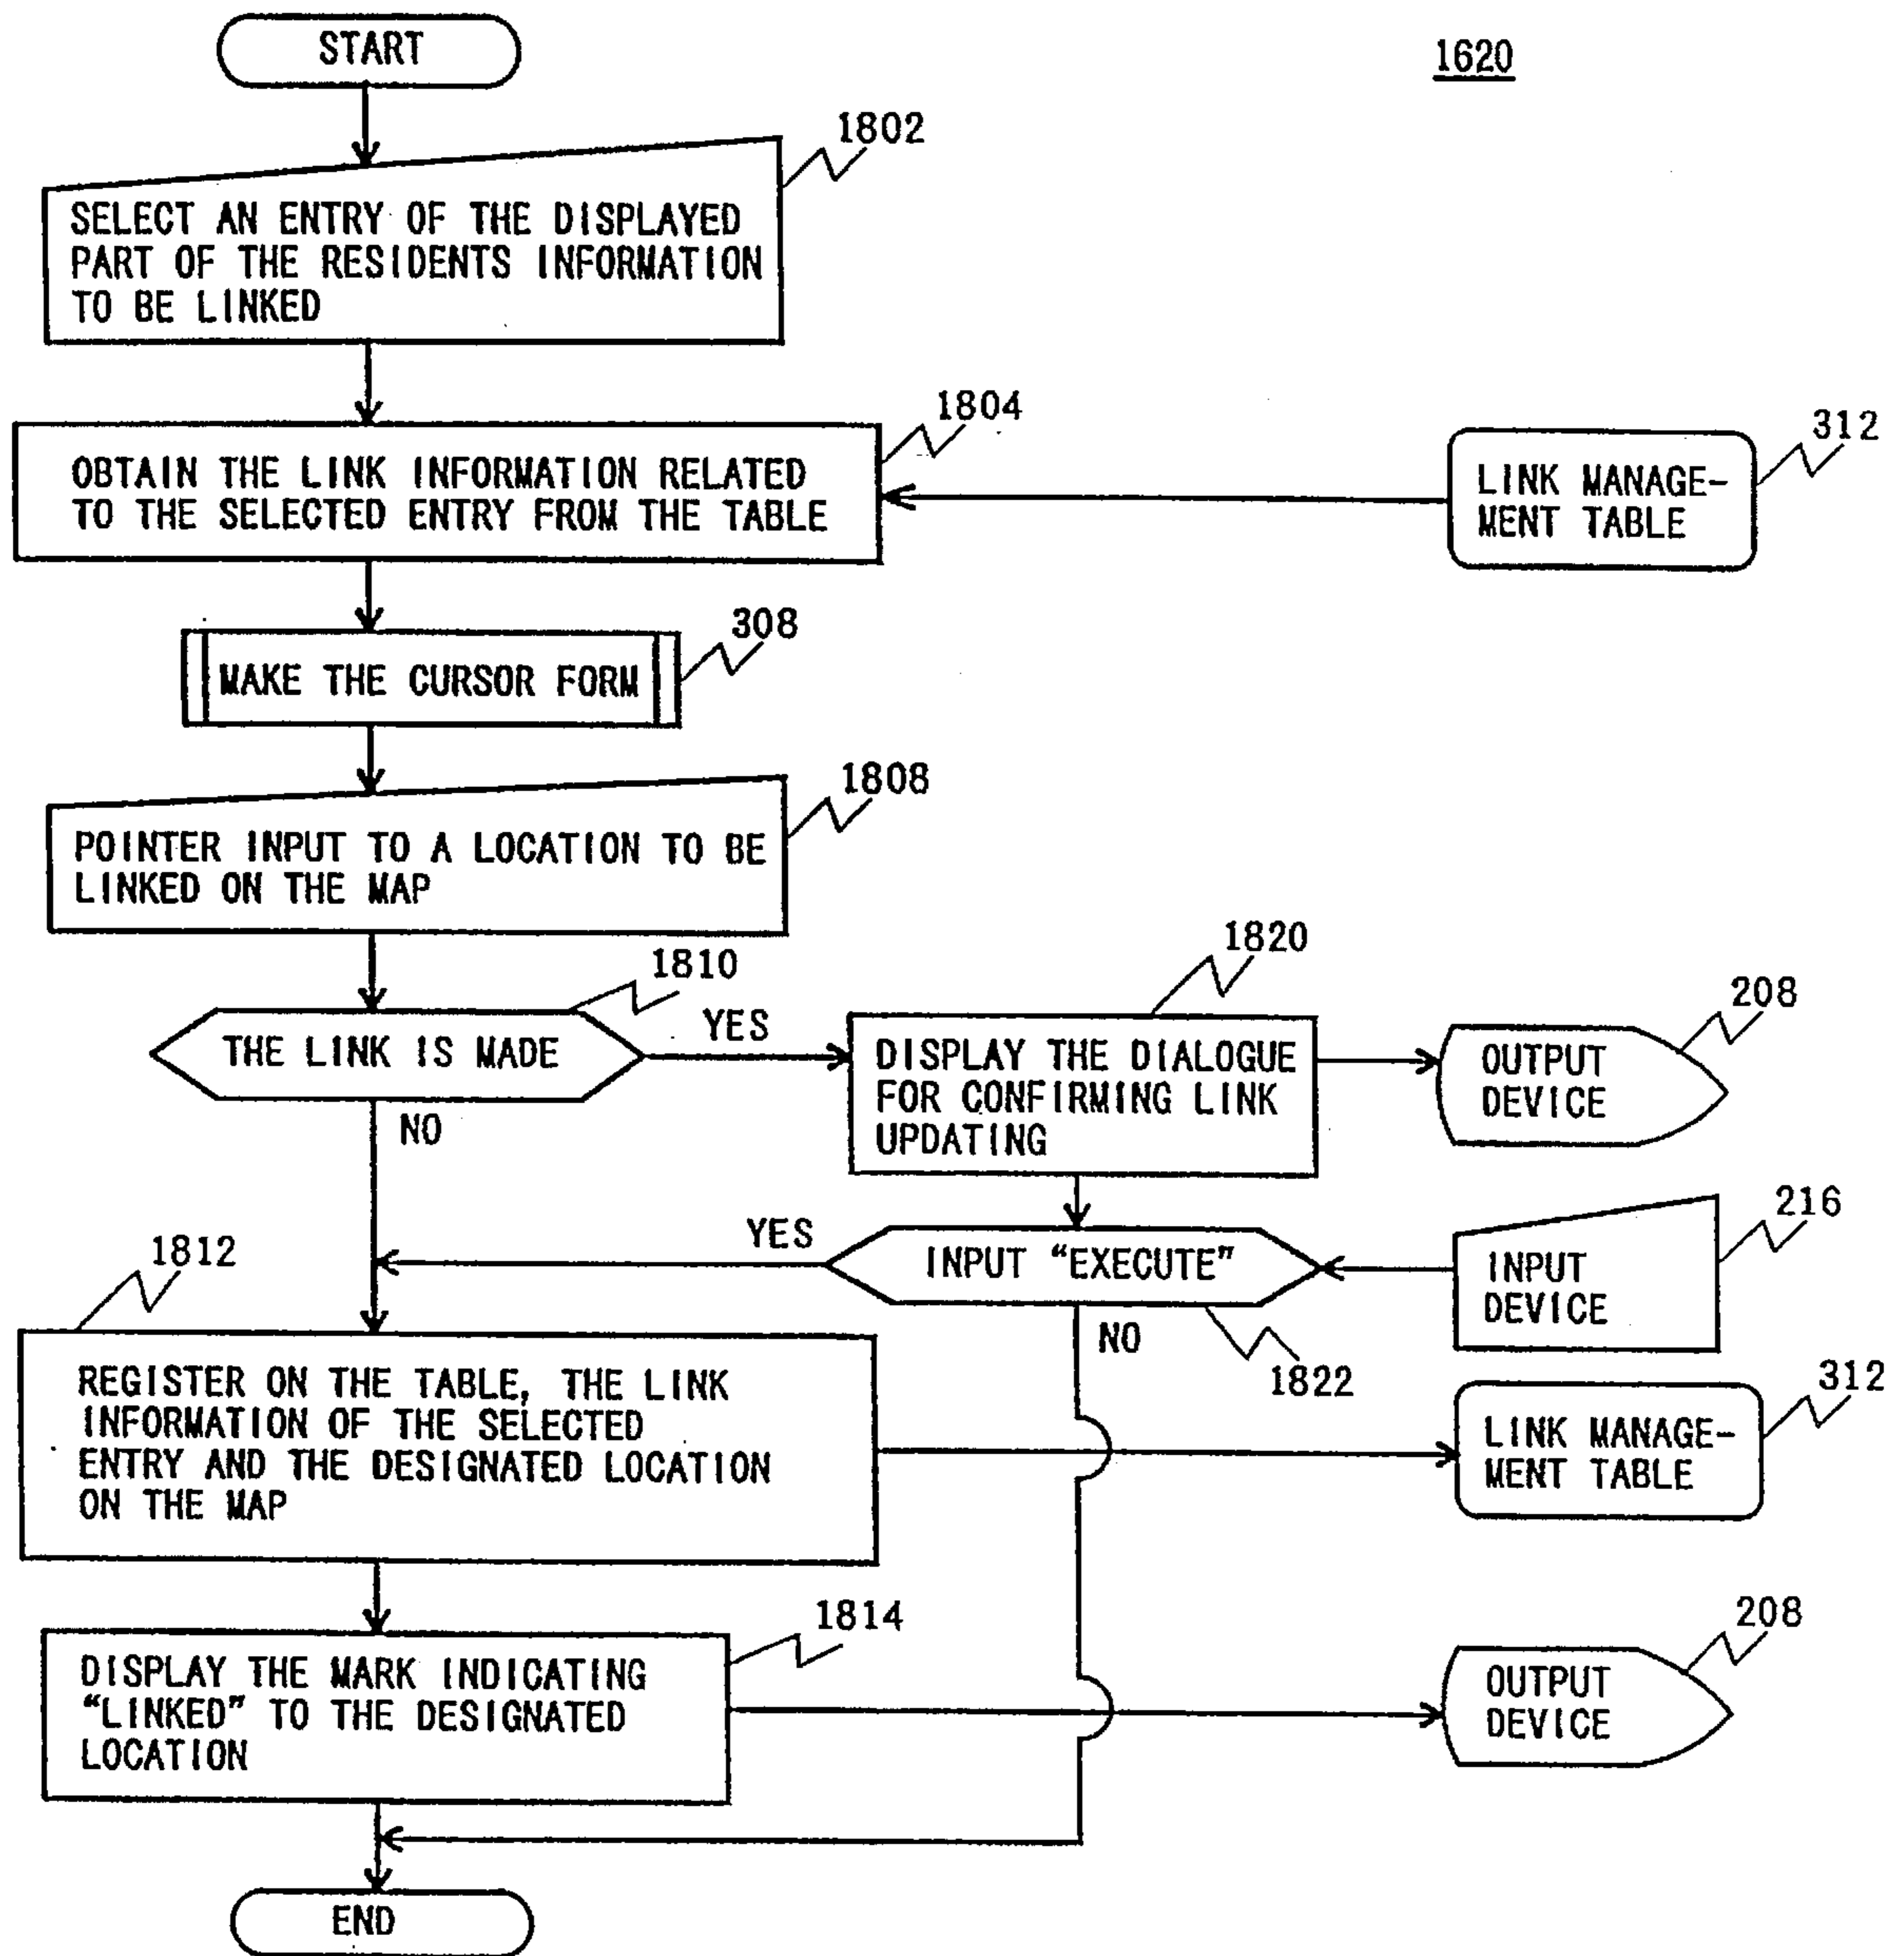 START
1620
1802
SELECT AN ENTRY OF THE DISPLAYED
PART OF THE RESIDENTS INFORMATION
TO BE LINKED
1804
312
OBTAIN THE LINK INFORMATION RELATED
TO THE SELECTED ENTRY FROM THE TABLE
LINK MANAGE-
MENT TABLE
308
MAKE THE CURSOR FORM
1808
POINTER INPUT TO A LOCATION TO BE
LINKED ON THE MAP
1810
THE LINK IS MADE
YES
NO
1820
DISPLAY THE DIALOGUE
FOR CONFIRMING LINK
UPDATING
208
OUTPUT
DEVICE
216
INPUT
DEVICE
INPUT “EXECUTE”
YES
NO
1822
1812
REGISTER ON THE TABLE, THE LINK
INFORMATION OF THE SELECTED
ENTRY AND THE DESIGNATED LOCATION
ON THE MAP
312
LINK MANAGE-
MENT TABLE
1814
DISPLAY THE MARK INDICATING
“LINKED” TO THE DESIGNATED
LOCATION
208
OUTPUT
DEVICE
END